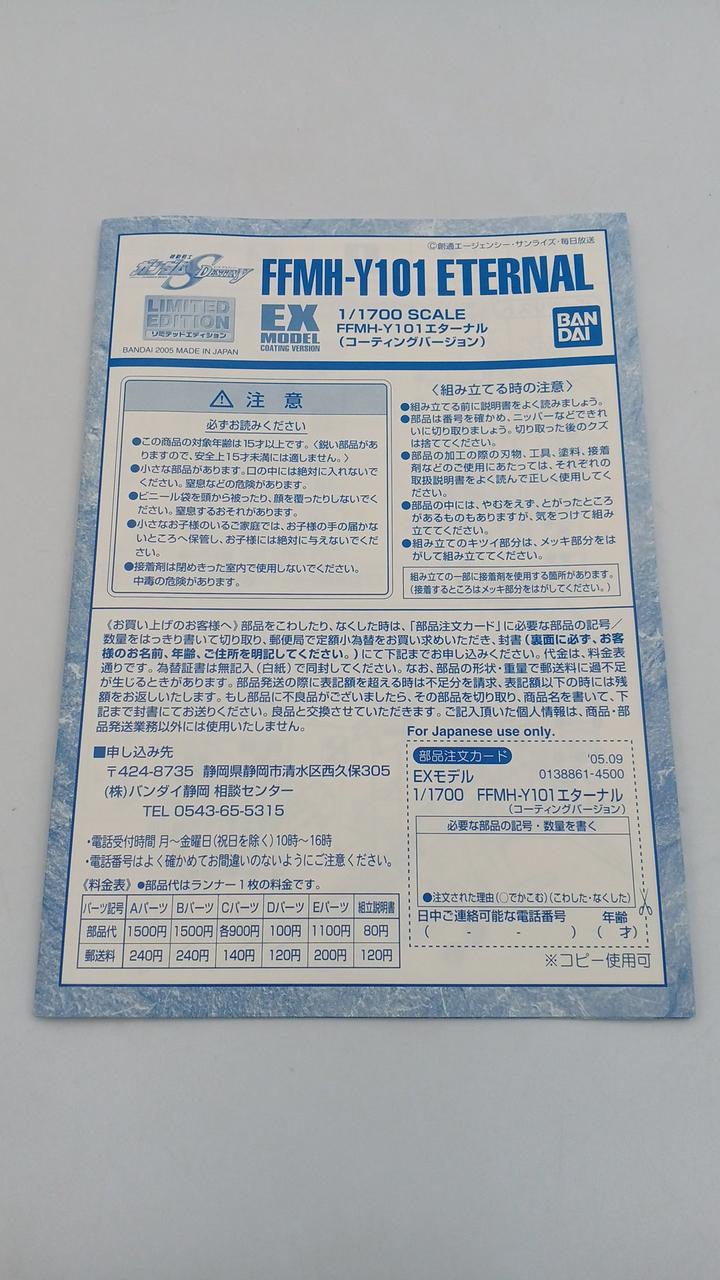 ©創通エージェンシー・サンライズ・毎日放送
機動戦士
ガンダムSEED DESTINY
FFMH-Y101 ETERNAL
LIMITED
EDITION
リミテッドエディション
BANDAI 2005 MADE IN JAPAN
EX
MODEL
COATING VERSION
1/1700 SCALE
FFMH-Y101エターナル
(コーティングバージョン)
BAN
DAI
⚠ 注意
必ずお読みください
●この商品の対象年齢は15才以上です。〈鋭い部品があ
りますので、安全上15才未満には適しません。〉
●小さな部品があります。口の中には絶対に入れないで
ください。窒息などの危険があります。
●ビニール袋を頭から被ったり、顔を覆ったりしないでく
ださい。窒息するおそれがあります。
●小さなお子様のいるご家庭では、お子様の手の届かな
いところへ保管し、お子様には絶対に与えないでくだ
さい。
●接着剤は閉めきった室内で使用しないでください。
中毒の危険があります。
〈組み立てる時の注意〉
●組み立てる前に説明書をよく読みましょう。
●部品は番号を確かめ、ニッパーなどできれ
いに切り取りましょう。切り取った後のクズ
は捨ててください。
●部品の加工の際の刃物、工具、塗料、接着
剤などのご使用にあたっては、それぞれの
取扱説明書をよく読んで正しく使用してく
ださい。
●部品の中には、やむをえず、とがったところ
があるものもありますが、気をつけて組み
立ててください。
●組み立てのキツイ部分は、メッキ部分をは
がして組み立ててください。
組み立ての一部に接着剤を使用する箇所があります。
(接着するところはメッキ部分をはがしてください。)
《お買い上げのお客様へ》部品をこわしたり、なくした時は、「部品注文カード」に必要な部品の記号/
数量をはっきり書いて切り取り、郵便局で定額小為替をお買い求めいただき、封書(裏面に必ず、お客
様のお名前、年齢、ご住所を明記してください。)にて下記までお申し込みください。代金は、料金表
通りです。為替証書は無記入(白紙)で同封してください。なお、部品の形状・重量で郵送料に過不足
が生じるときがあります。部品発送の際に表記額を超える時は不足分を請求、表記額以下の時には残
額をお返しいたします。もし部品に不良品がございましたら、その部品を切り取り、商品名を書いて、下
記まで封書にてお送りください。良品と交換させていただきます。ご記入頂いた個人情報は、商品・部
品発送業務以外には使用いたしません。
■申し込み先
〒424-8735 静岡県静岡市清水区西久保305
(株)バンダイ静岡 相談センター
TEL 0543-65-5315
・電話受付時間 月～金曜日(祝日を除く)10時～16時
・電話番号はよく確かめてお間違いのないようにご注意ください。
《料金表》●部品代はランナー1枚の料金です。
パーツ記号 Aパーツ Bパーツ Cパーツ Dパーツ Eパーツ 組立説明書
部品代 1500円 1500円 各900円 100円 1100円 80円
郵送料 240円 240円 140円 120円 200円 120円
For Japanese use only.
部品注文カード '05.09
EXモデル 0138861-4500
1/1700 FFMH-Y101エターナル
(コーティングバージョン)
必要な部品の記号・数量を書く
●注文された理由(○でかこむ)(こわした・なくした)
日中ご連絡可能な電話番号 年齢
( - - ) ( 才)
※コピー使用可